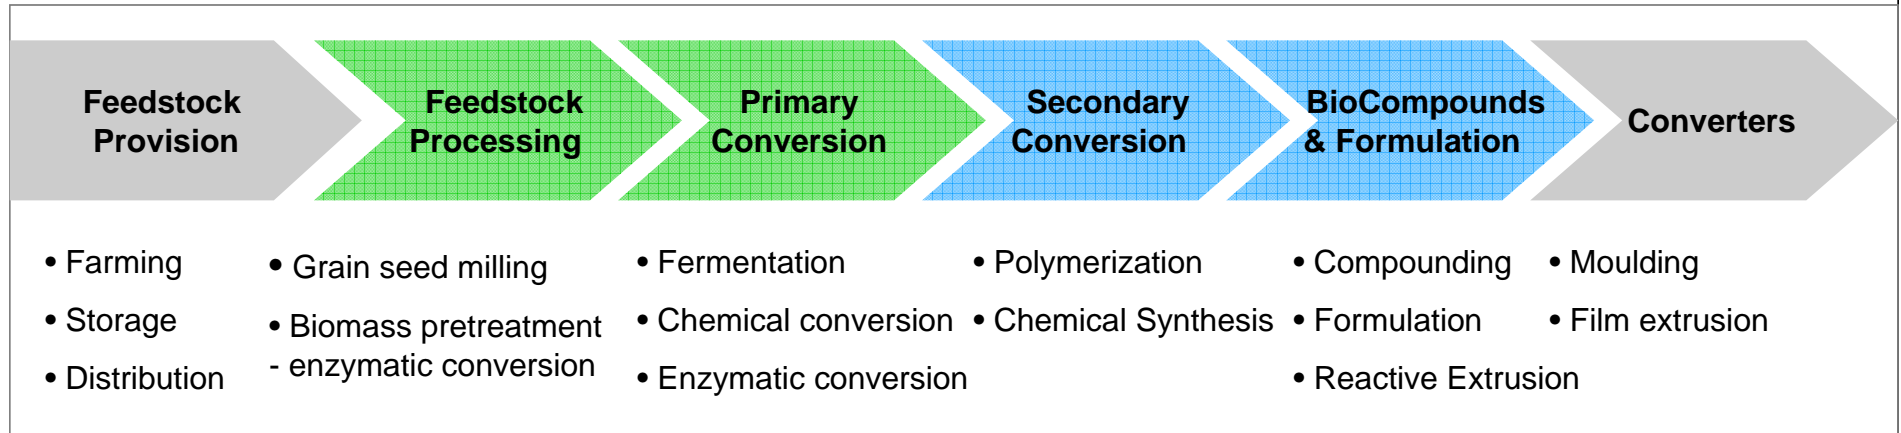 Feedstock
Provision
Feedstock
Processing
Primary
Conversion
Secondary
Conversion
BioCompounds
& Formulation
Converters
• Farming
• Storage
• Distribution
• Grain seed milling
• Biomass pretreatment
- enzymatic conversion
• Fermentation
• Chemical conversion
• Enzymatic conversion
• Polymerization
• Chemical Synthesis
• Compounding
• Formulation
• Reactive Extrusion
• Moulding
• Film extrusion